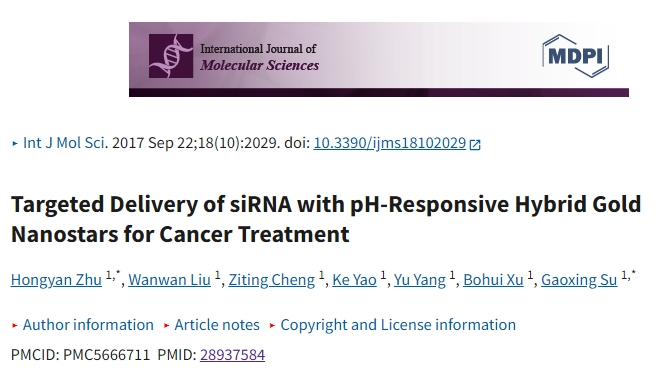 International Journal of
Molecular Sciences
MDPI
▸ Int J Mol Sci. 2017 Sep 22;18(10):2029. doi: 10.3390/ijms18102029
Targeted Delivery of siRNA with pH-Responsive Hybrid Gold
Nanostars for Cancer Treatment
Hongyan Zhu 1,*, Wanwan Liu 1, Ziting Cheng 1, Ke Yao 1, Yu Yang 1, Bohui Xu 1, Gaoxing Su 1,*
▸ Author information ▸ Article notes ▸ Copyright and License information
PMCID: PMC5666711 PMID: 28937584